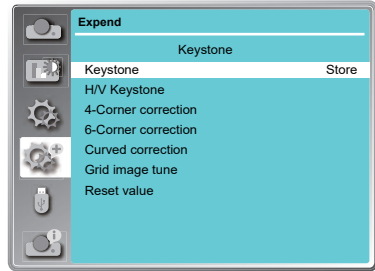 Expend
Keystone
Keystone Store
H/V Keystone
4-Corner correction
6-Corner correction
Curved correction
Grid image tune
Reset value